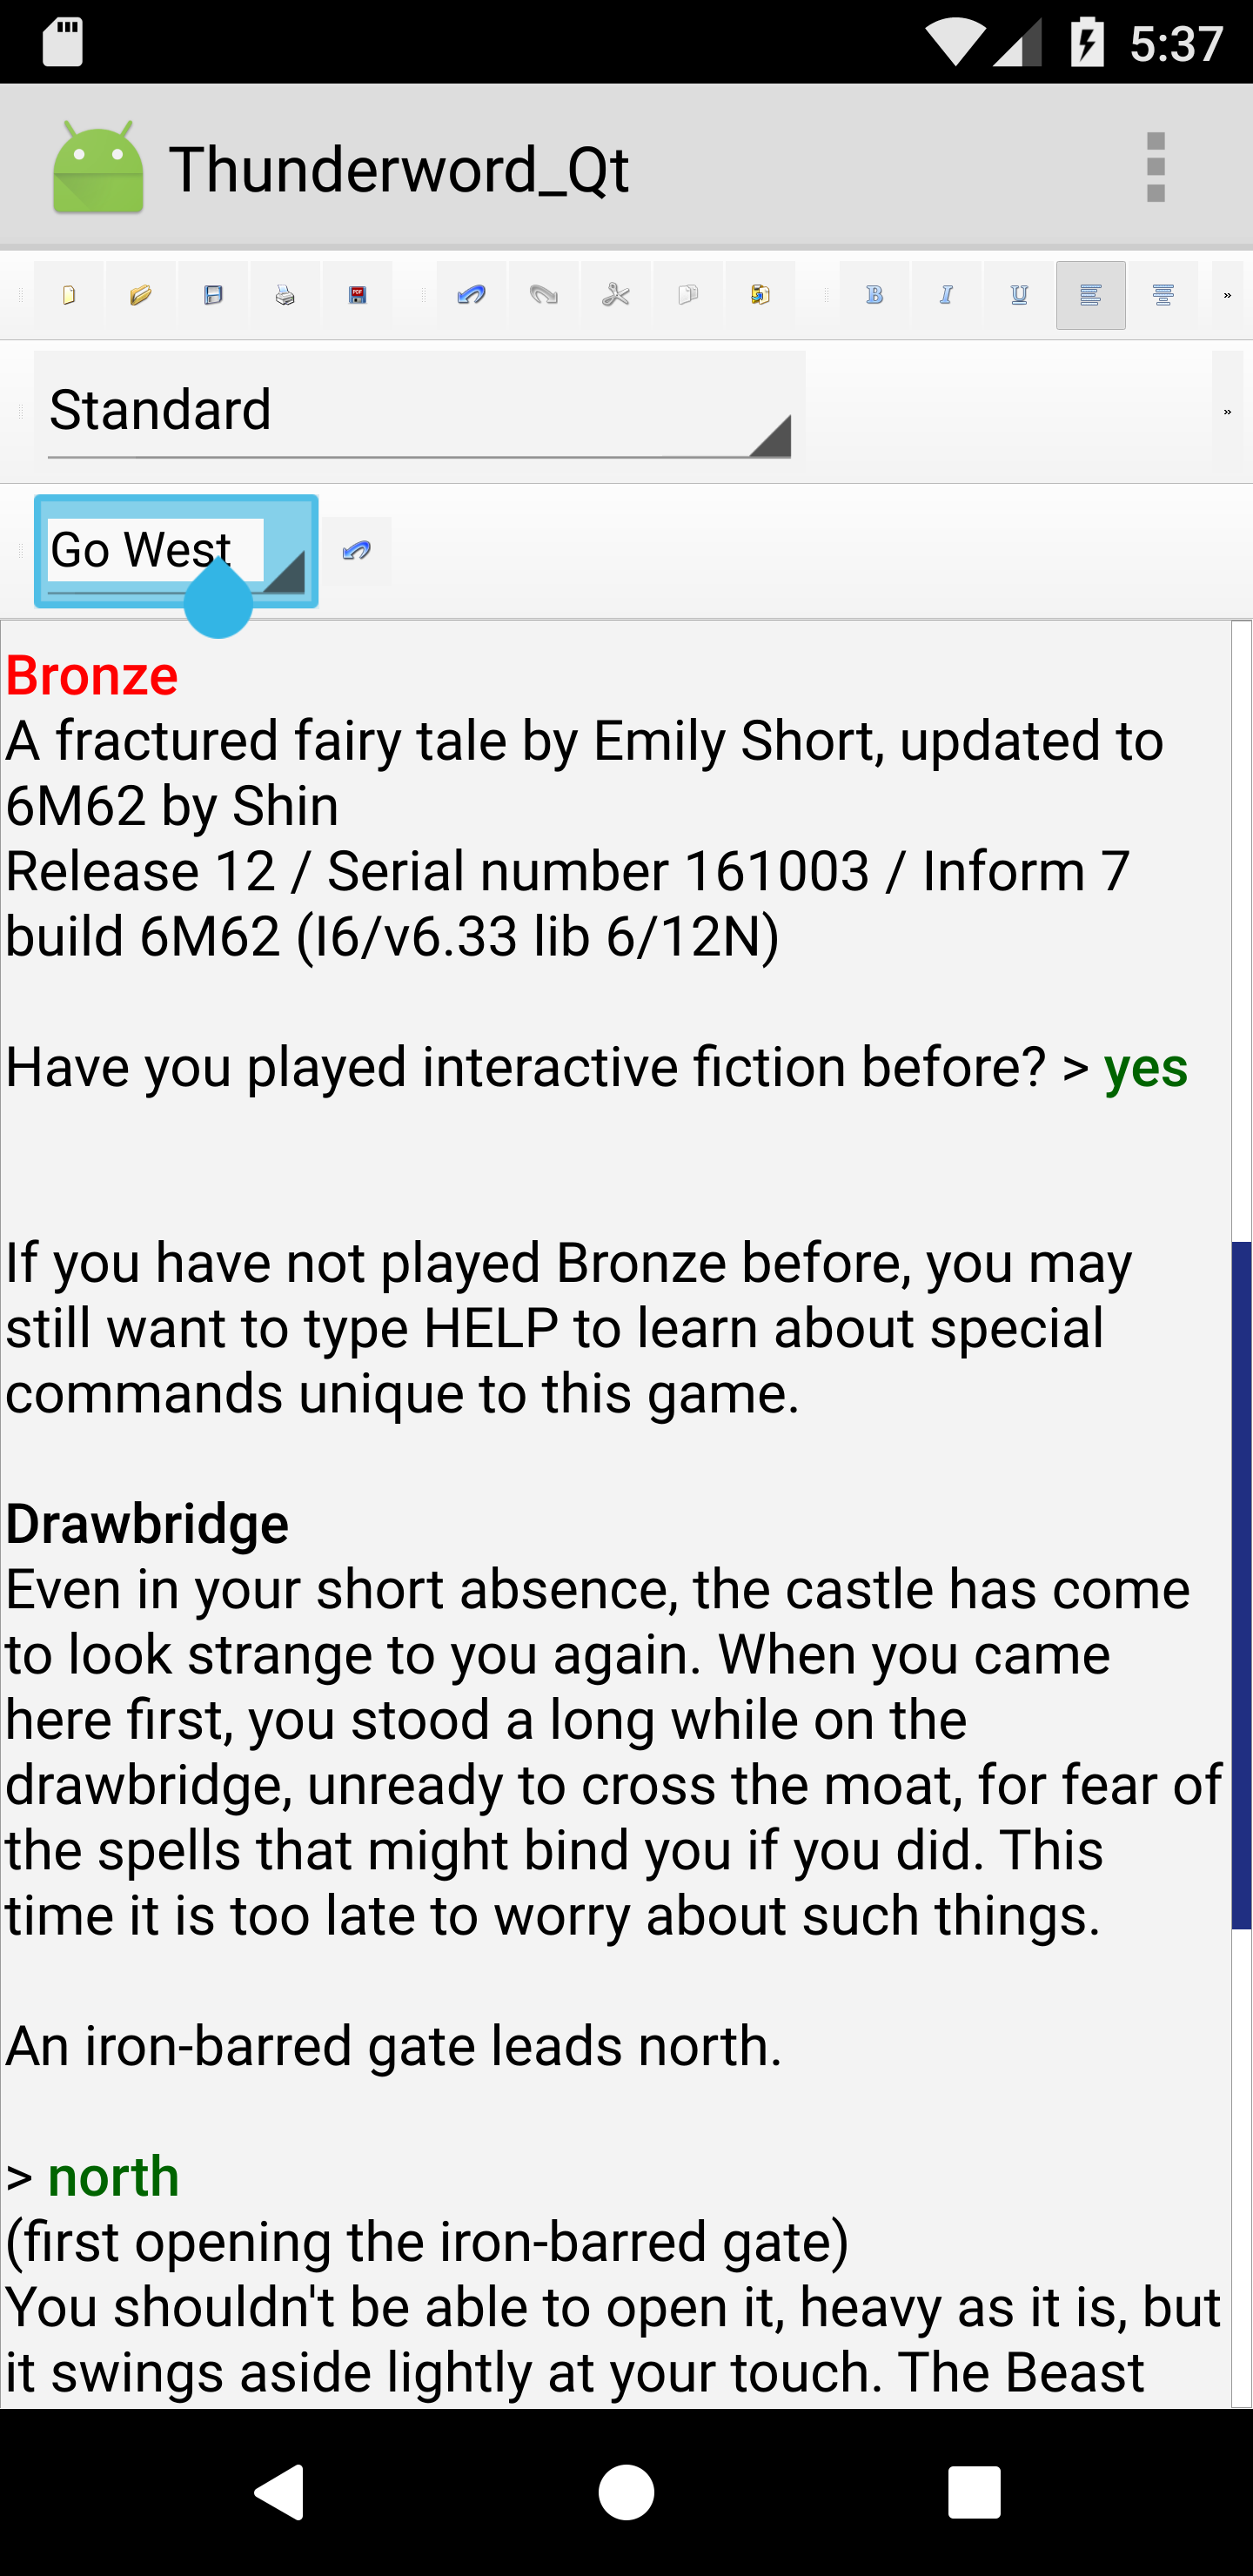 5:37
Thunderword_Qt
PDF
B I U »
Standard
»
Go West
Bronze
A fractured fairy tale by Emily Short, updated to
6M62 by Shin
Release 12 / Serial number 161003 / Inform 7
build 6M62 (I6/v6.33 lib 6/12N)
Have you played interactive fiction before? > yes
If you have not played Bronze before, you may
still want to type HELP to learn about special
commands unique to this game.
Drawbridge
Even in your short absence, the castle has come
to look strange to you again. When you came
here first, you stood a long while on the
drawbridge, unready to cross the moat, for fear of
the spells that might bind you if you did. This
time it is too late to worry about such things.
An iron-barred gate leads north.
> north
(first opening the iron-barred gate)
You shouldn't be able to open it, heavy as it is, but
it swings aside lightly at your touch. The Beast